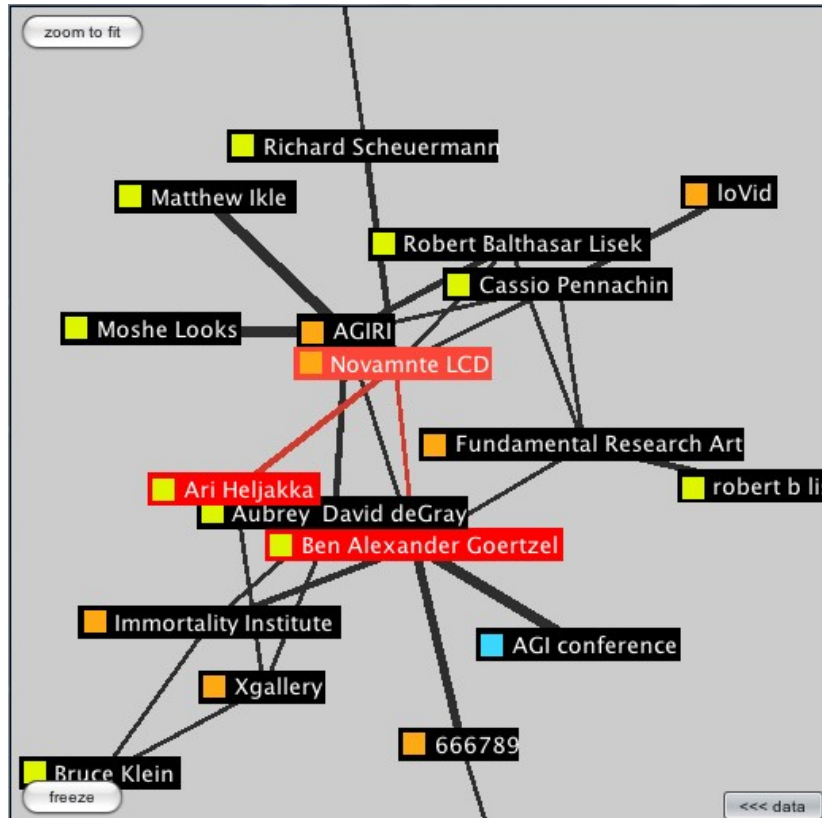 zoom to fit
Richard Scheuermann
Matthew Ikle
loVid
Robert Balthasar Lisek
Cassio Pennachin
Moshe Looks
AGIRI
Novamnte LCD
Fundamental Research Art
Ari Heljakka
robert b lis
Aubrey David deGray
Ben Alexander Goertzel
Immortality Institute
AGI conference
Xgallery
666789
Bruce Klein
freeze
<<< data